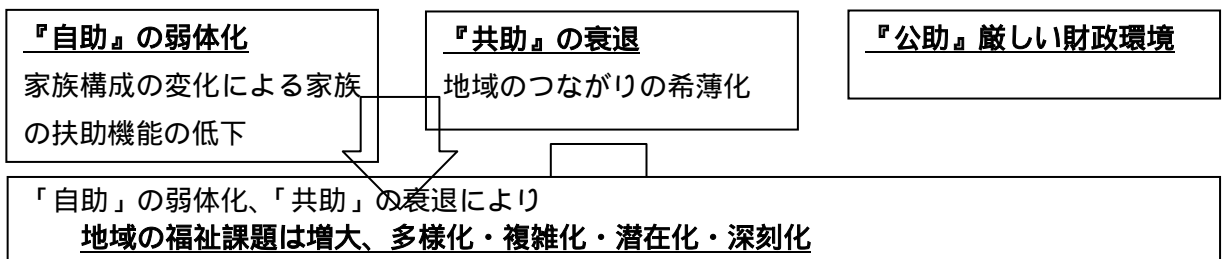 『自助』の弱体化
家族構成の変化による家族
の扶助機能の低下
『共助』の衰退
地域のつながりの希薄化
『公助』厳しい財政環境
「自助」の弱体化、「共助」の衰退により
地域の福祉課題は増大、多様化・複雑化・潜在化・深刻化